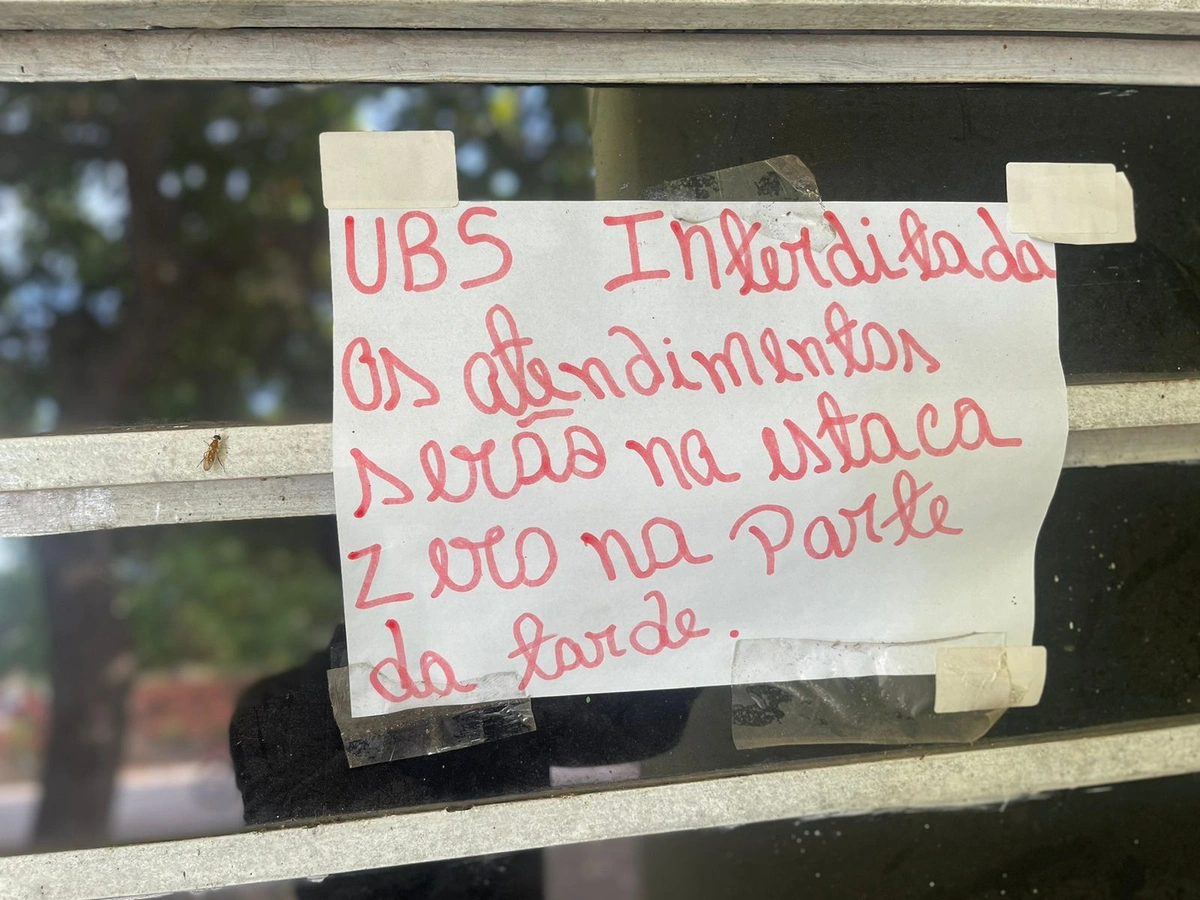 UBS Interditada
Os atendimentos
serão na estaca
zero na parte
da tarde.